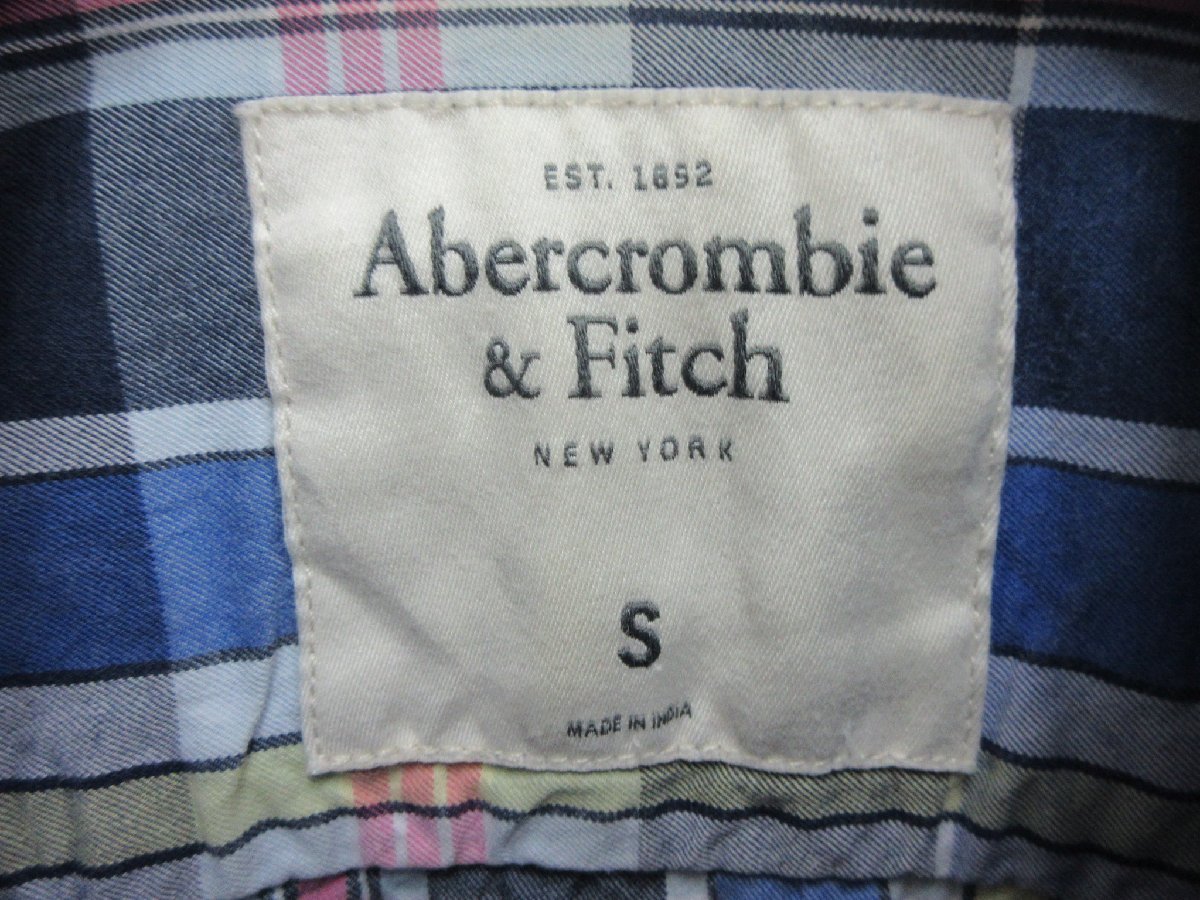 EST. 1892
Abercrombie
& Fitch
NEW YORK
S
MADE IN INDIA